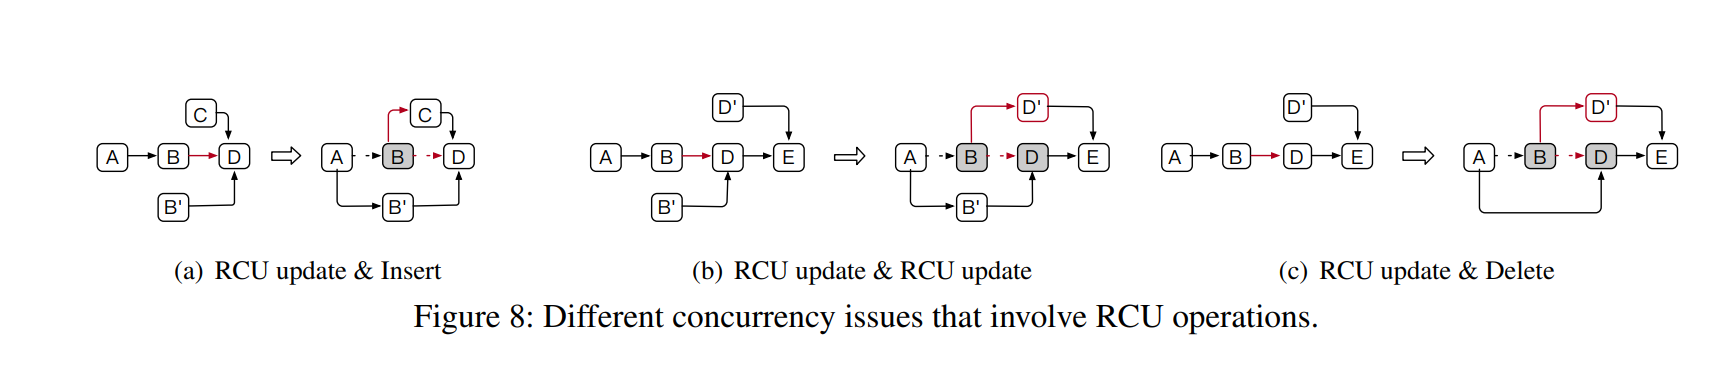 C
A B D
B'
C
A B D
B'
D'
A B D E
B'
D'
A B D E
B'
D'
A B D E
D'
A B D E
(a) RCU update & Insert
(b) RCU update & RCU update
(c) RCU update & Delete
Figure 8: Different concurrency issues that involve RCU operations.